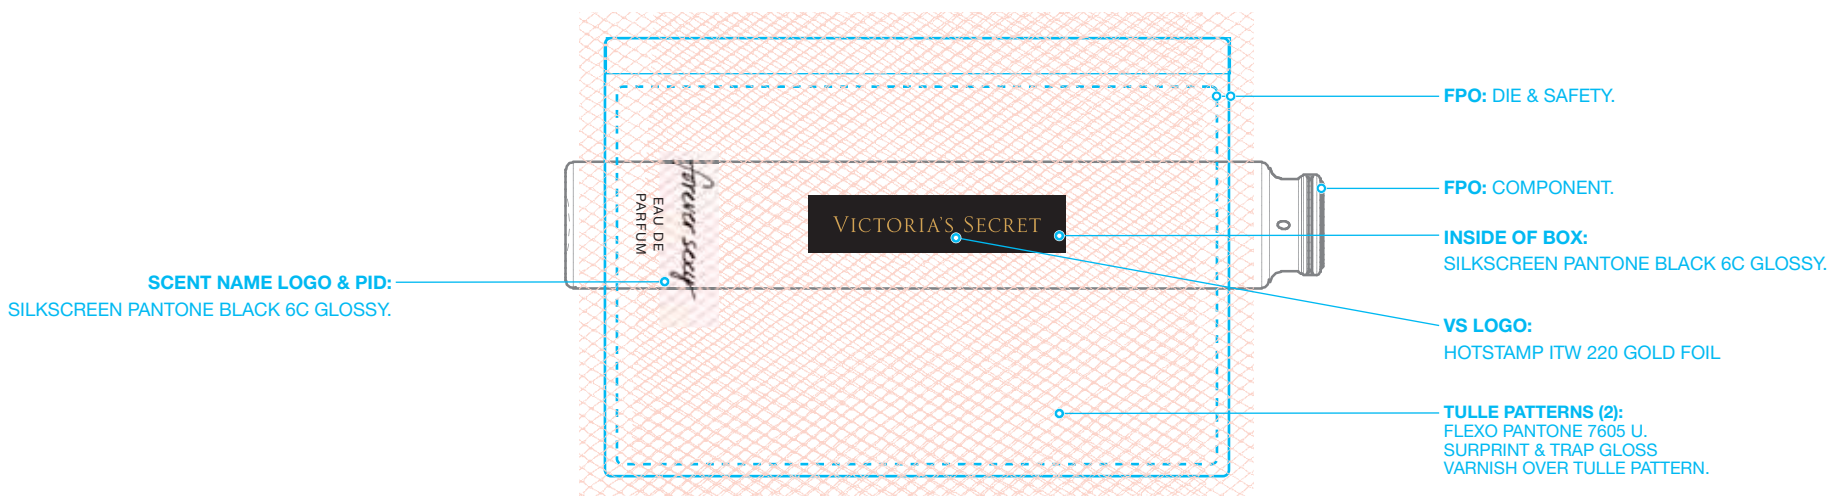 FPO: DIE & SAFETY.
FPO: COMPONENT.
forever sexy
EAU DE
PARFUM
VICTORIA'S SECRET
INSIDE OF BOX:
SILKSCREEN PANTONE BLACK 6C GLOSSY.
SCENT NAME LOGO & PID:
SILKSCREEN PANTONE BLACK 6C GLOSSY.
VS LOGO:
HOTSTAMP ITW 220 GOLD FOIL
TULLE PATTERNS (2):
FLEXO PANTONE 7605 U.
SURPRINT & TRAP GLOSS
VARNISH OVER TULLE PATTERN.